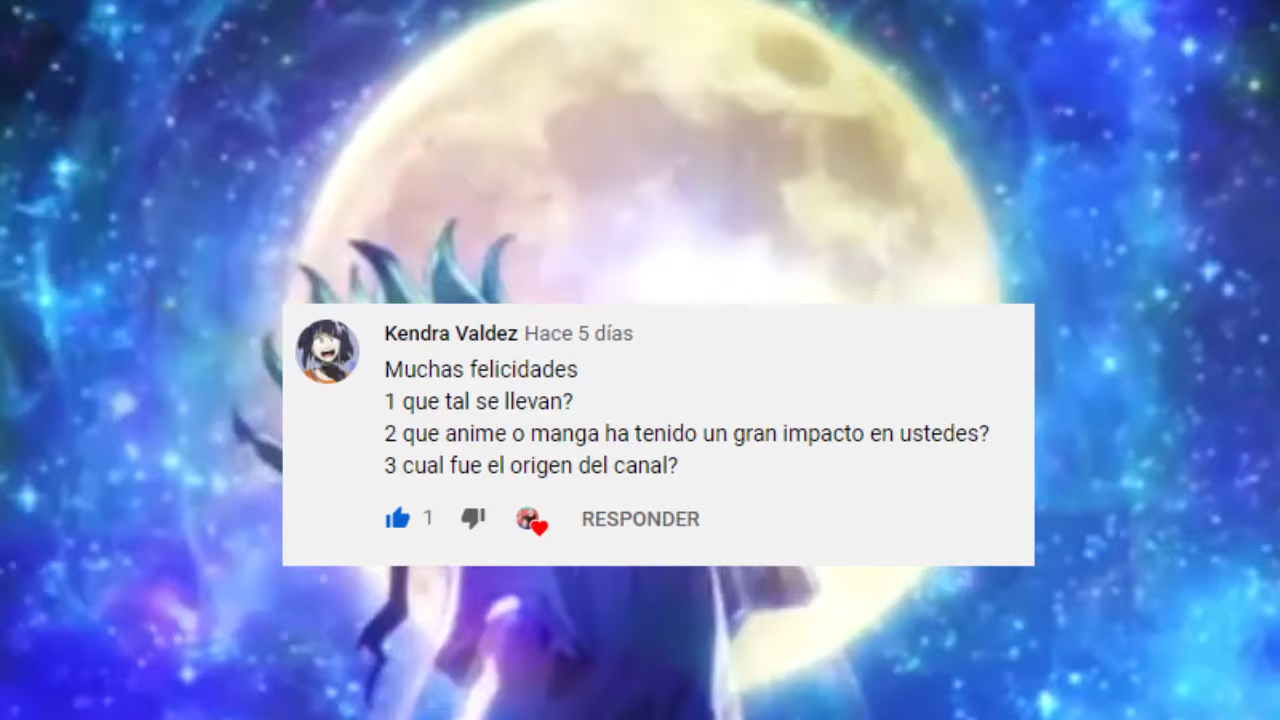 Kendra Valdez Hace 5 días
Muchas felicidades
1 que tal se llevan?
2 que anime o manga ha tenido un gran impacto en ustedes?
3 cual fue el origen del canal?
1
RESPONDER